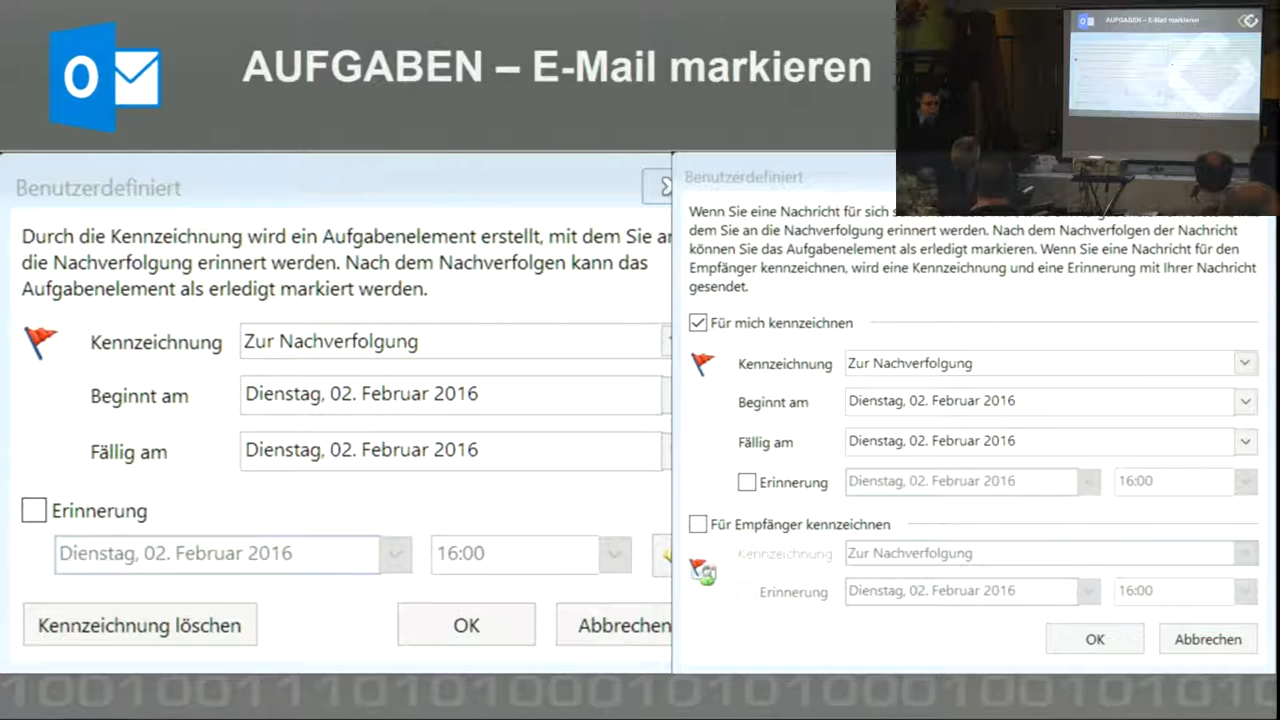 AUFGABEN – E-Mail markieren
AUFGABEN – E-Mail markieren
Benutzerdefiniert
Durch die Kennzeichnung wird ein Aufgabenelement erstellt, mit dem Sie an
die Nachverfolgung erinnert werden. Nach dem Nachverfolgen kann das
Aufgabenelement als erledigt markiert werden.
Kennzeichnung Zur Nachverfolgung
Beginnt am Dienstag, 02. Februar 2016
Fällig am Dienstag, 02. Februar 2016
Erinnerung
Dienstag, 02. Februar 2016 16:00
Kennzeichnung löschen OK Abbrechen
Benutzerdefiniert
Wenn Sie eine Nachricht für sich
dem Sie an die Nachverfolgung erinnert werden. Nach dem Nachverfolgen der Nachricht
können Sie das Aufgabenelement als erledigt markieren. Wenn Sie eine Nachricht für den
Empfänger kennzeichnen, wird eine Kennzeichnung und eine Erinnerung mit Ihrer Nachricht
gesendet.
Für mich kennzeichnen
Kennzeichnung Zur Nachverfolgung
Beginnt am Dienstag, 02. Februar 2016
Fällig am Dienstag, 02. Februar 2016
Erinnerung Dienstag, 02. Februar 2016 16:00
Für Empfänger kennzeichnen
Kennzeichnung Zur Nachverfolgung
Erinnerung Dienstag, 02. Februar 2016 16:00
OK Abbrechen